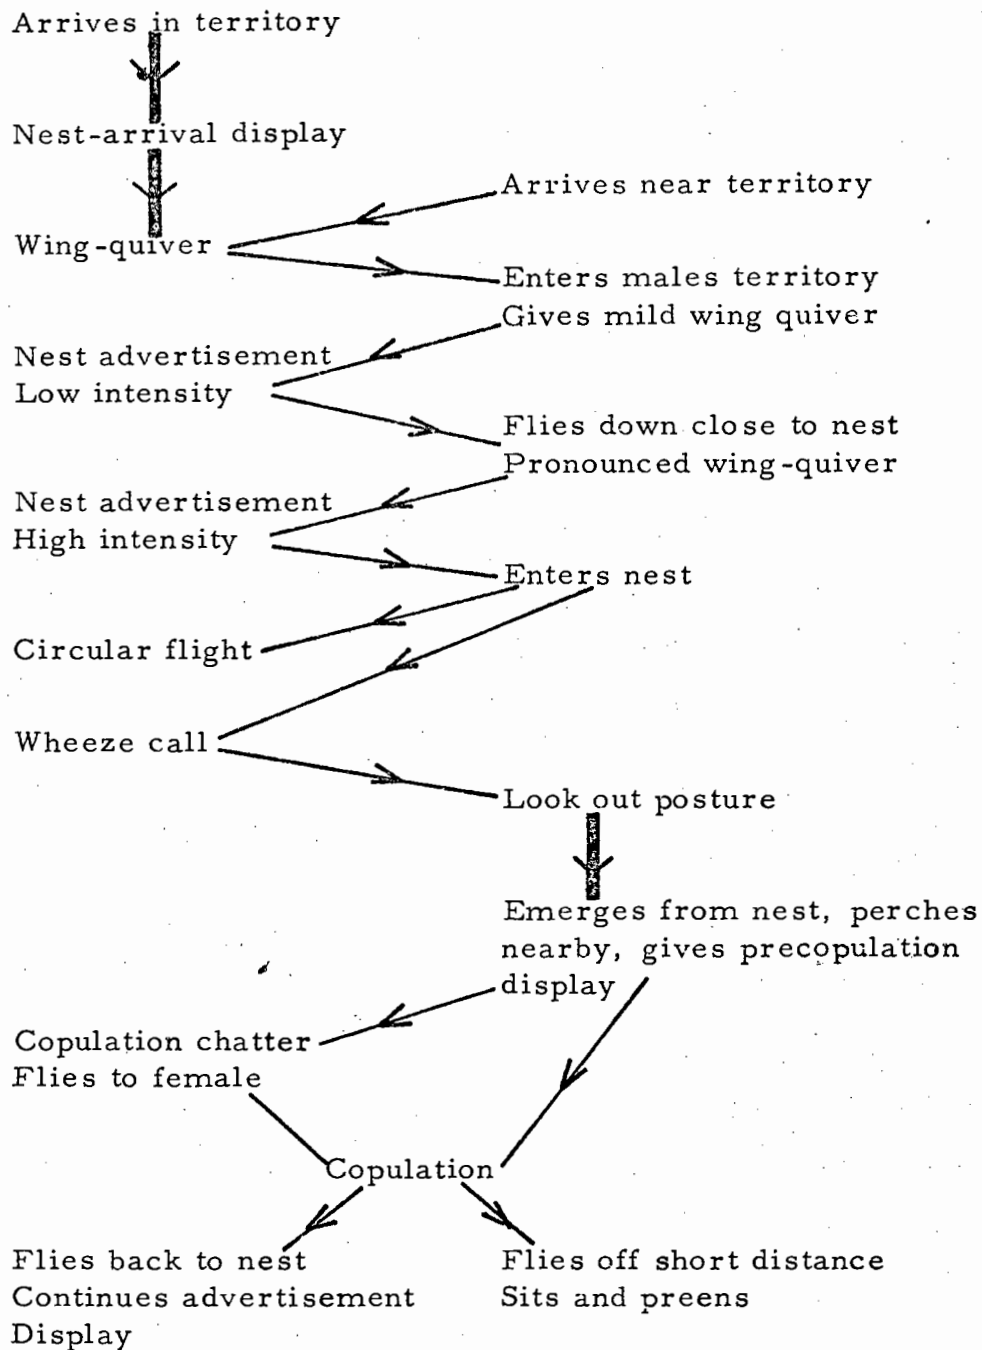 Arrives in territory
Nest-arrival display
Arrives near territory
Wing-quiver
Enters males territory
Gives mild wing quiver
Nest advertisement
Low intensity
Flies down close to nest
Pronounced wing-quiver
Nest advertisement
High intensity
Enters nest
Circular flight
Wheeze call
Look out posture
Emerges from nest, perches
nearby, gives precopulation
display
Copulation chatter
Flies to female
Copulation
Flies back to nest
Continues advertisement
Display
Flies off short distance
Sits and preens